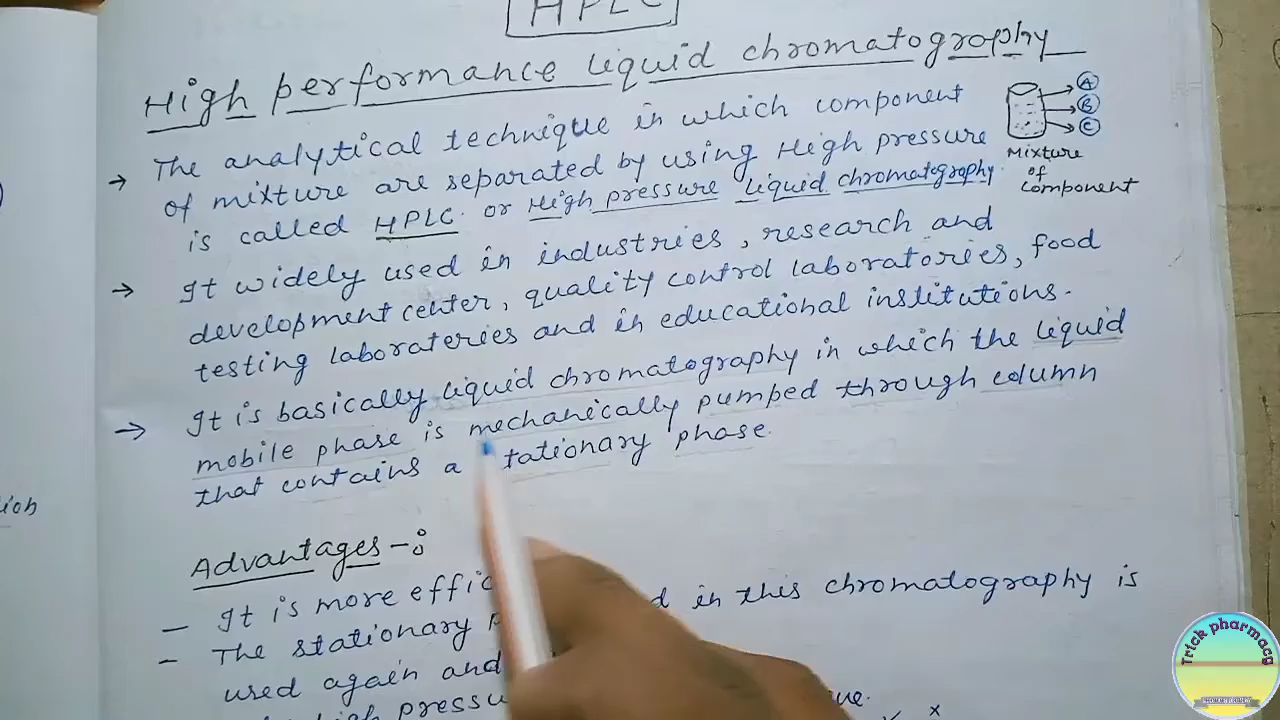 HPLC
High performance liquid chromatography
→ The analytical technique in which component
of mixture are separated by using High pressure
is called HPLC. or High pressure liquid chromatography.
A
B
C
Mixture
of
component
→ It widely used in industries, research and
development center, quality control laboratories, food
testing laborateries and in educational institutions.
→ It is basically liquid chromatography in which the liquid
mobile phase is mechanically pumped through column
that contains a stationary phase.
Advantages -:
- It is more
- The stationary in this chromatography is
used again and
Trick pharmacy